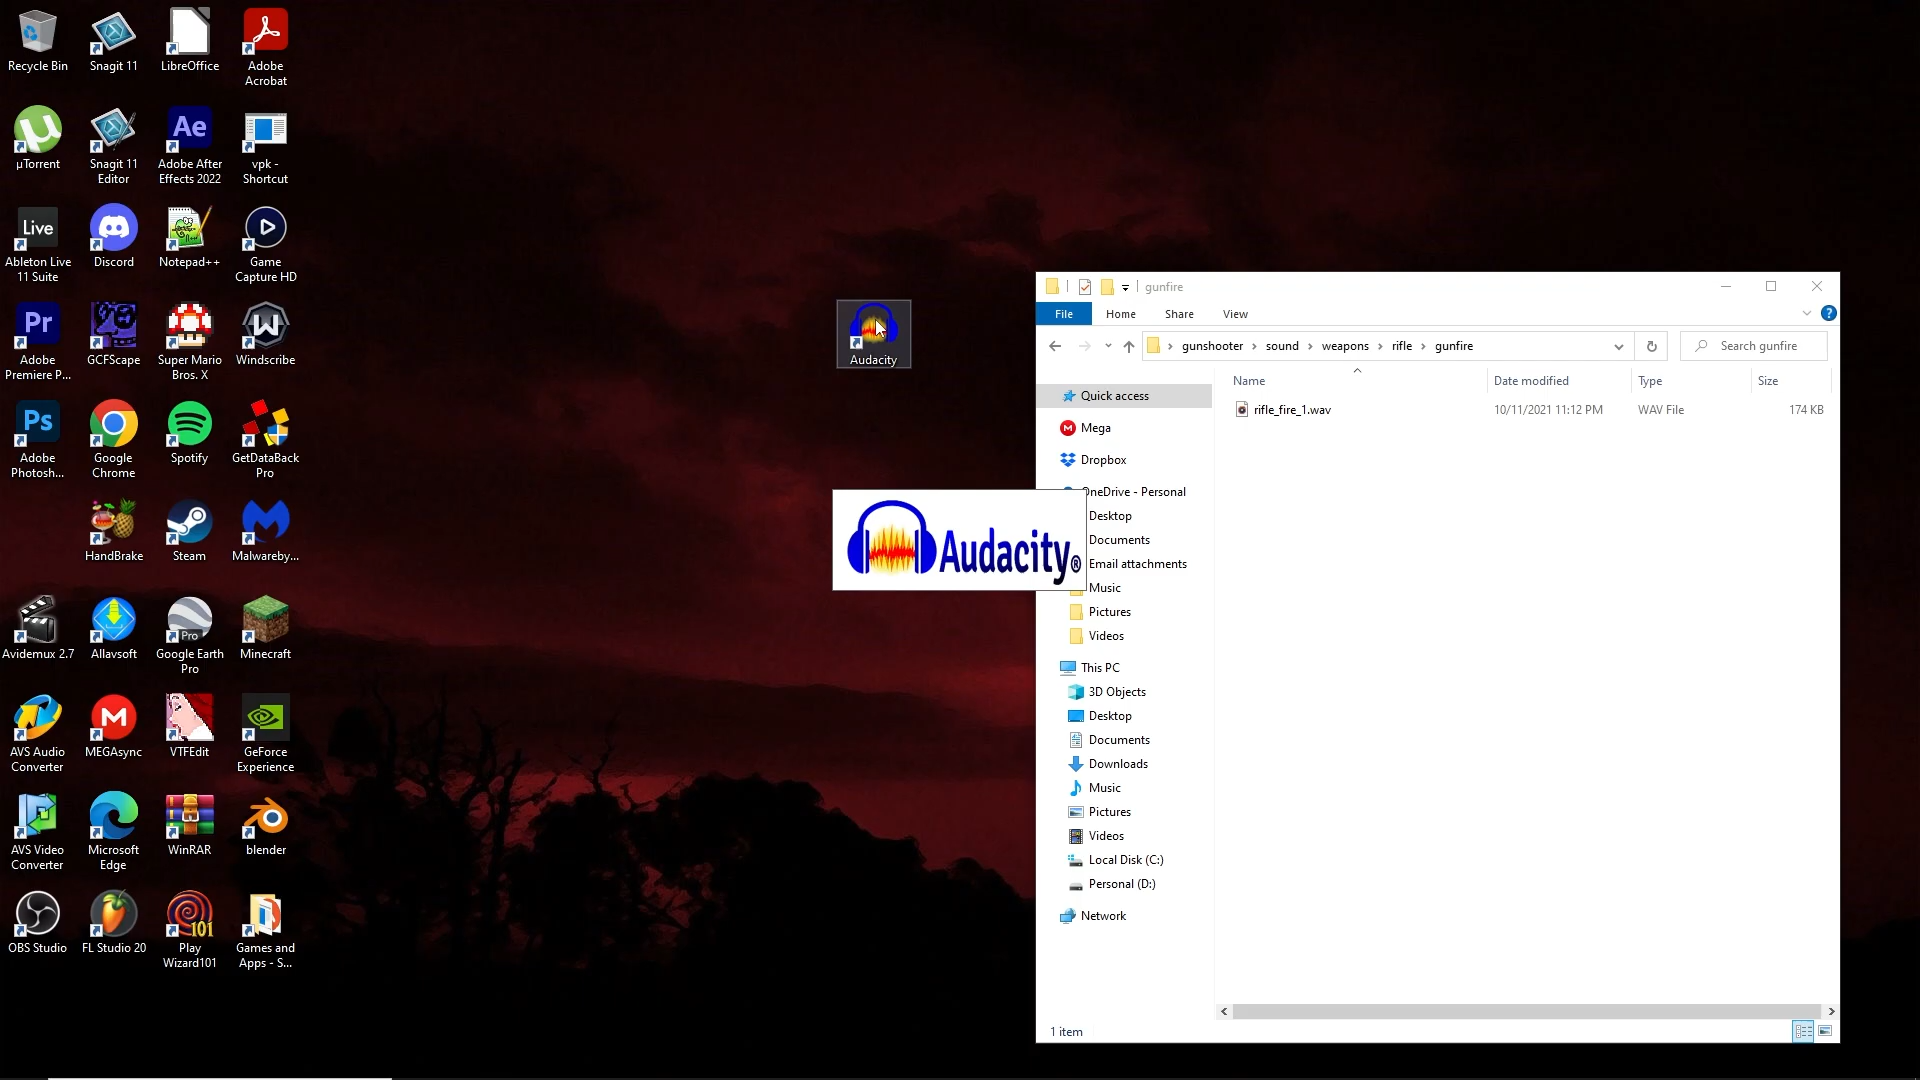 Recycle Bin
Snagit 11
LibreOffice
Adobe
Acrobat
µTorrent
Snagit 11
Editor
Ae
Adobe After
Effects 2022
vpk -
Shortcut
Live
Ableton Live
11 Suite
Discord
Notepad++
Game
Capture HD
Pr
Adobe
Premiere P...
GCFScape
Super Mario
Bros. X
Windscribe
Ps
Adobe
Photosh...
Google
Chrome
Spotify
GetDataBack
Pro
HandBrake
Steam
Malwareby...
Avidemux 2.7
Allavsoft
Pro
Google Earth
Pro
Minecraft
AVS Audio
Converter
MEGAsync
VTFEdit
GeForce
Experience
AVS Video
Converter
Microsoft
Edge
WinRAR
blender
OBS Studio
FL Studio 20
101
Play
Wizard101
Games and
Apps - S...
Audacity
Audacity®
gunfire
File Home Share View
gunshooter › sound › weapons › rifle › gunfire
Search gunfire
Name Date modified Type Size
rifle_fire_1.wav 10/11/2021 11:12 PM WAV File 174 KB
Quick access
Mega
Dropbox
OneDrive - Personal
Desktop
Documents
Email attachments
Music
Pictures
Videos
This PC
3D Objects
Desktop
Documents
Downloads
Music
Pictures
Videos
Local Disk (C:)
Personal (D:)
Network
1 item